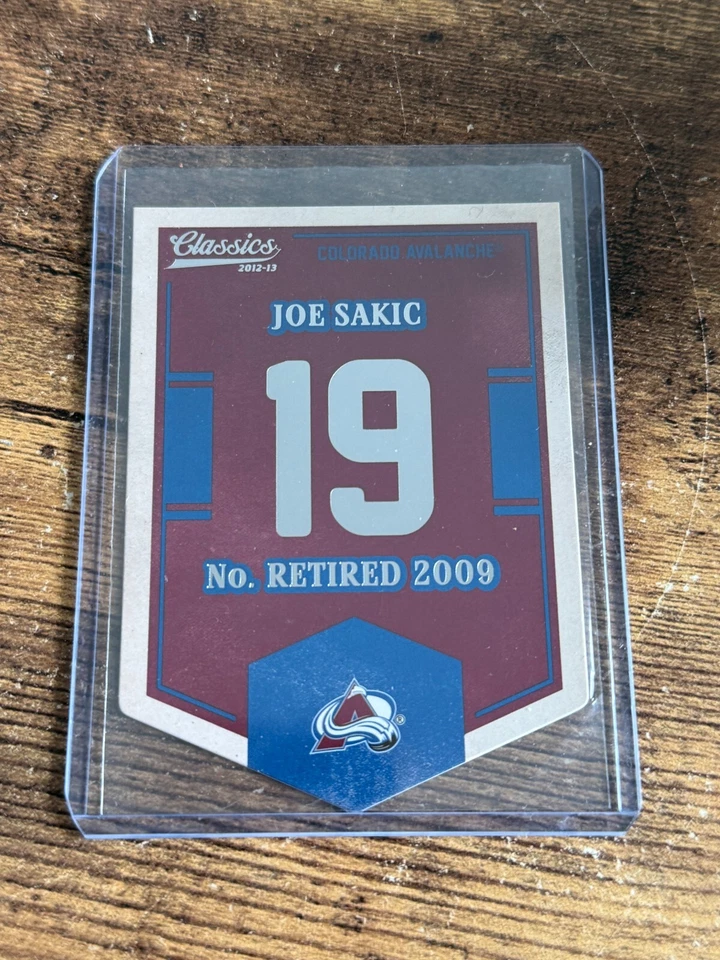 Classics
2012-13
COLORADO AVALANCHE
JOE SAKIC
19
No. RETIRED 2009
A